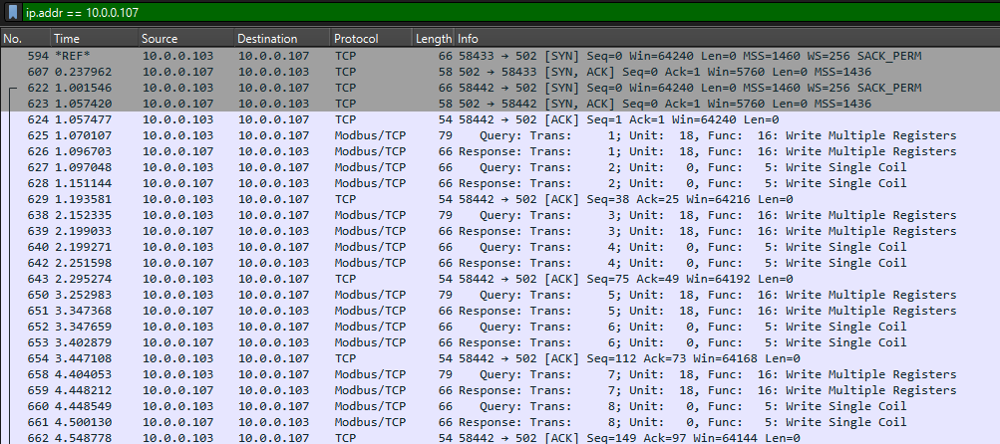 ip.addr == 10.0.0.107
No. Time Source Destination Protocol Length Info
594 *REF* 10.0.0.103 10.0.0.107 TCP 66 58433 → 502 [SYN] Seq=0 Win=64240 Len=0 MSS=1460 WS=256 SACK_PERM
607 0.237962 10.0.0.107 10.0.0.103 TCP 58 502 → 58433 [SYN, ACK] Seq=0 Ack=1 Win=5760 Len=0 MSS=1436
622 1.001546 10.0.0.103 10.0.0.107 TCP 66 58442 → 502 [SYN] Seq=0 Win=64240 Len=0 MSS=1460 WS=256 SACK_PERM
623 1.057420 10.0.0.107 10.0.0.103 TCP 58 502 → 58442 [SYN, ACK] Seq=0 Ack=1 Win=5760 Len=0 MSS=1436
624 1.057477 10.0.0.103 10.0.0.107 TCP 54 58442 → 502 [ACK] Seq=1 Ack=1 Win=64240 Len=0
625 1.070107 10.0.0.103 10.0.0.107 Modbus/TCP 79 Query: Trans: 1; Unit: 18, Func: 16: Write Multiple Registers
626 1.096703 10.0.0.107 10.0.0.103 Modbus/TCP 66 Response: Trans: 1; Unit: 18, Func: 16: Write Multiple Registers
627 1.097048 10.0.0.103 10.0.0.107 Modbus/TCP 66 Query: Trans: 2; Unit: 0, Func: 5: Write Single Coil
628 1.151144 10.0.0.107 10.0.0.103 Modbus/TCP 66 Response: Trans: 2; Unit: 0, Func: 5: Write Single Coil
629 1.193581 10.0.0.103 10.0.0.107 TCP 54 58442 → 502 [ACK] Seq=38 Ack=25 Win=64216 Len=0
638 2.152335 10.0.0.103 10.0.0.107 Modbus/TCP 79 Query: Trans: 3; Unit: 18, Func: 16: Write Multiple Registers
639 2.199033 10.0.0.107 10.0.0.103 Modbus/TCP 66 Response: Trans: 3; Unit: 18, Func: 16: Write Multiple Registers
640 2.199271 10.0.0.103 10.0.0.107 Modbus/TCP 66 Query: Trans: 4; Unit: 0, Func: 5: Write Single Coil
642 2.251598 10.0.0.107 10.0.0.103 Modbus/TCP 66 Response: Trans: 4; Unit: 0, Func: 5: Write Single Coil
643 2.295274 10.0.0.103 10.0.0.107 TCP 54 58442 → 502 [ACK] Seq=75 Ack=49 Win=64192 Len=0
650 3.252983 10.0.0.103 10.0.0.107 Modbus/TCP 79 Query: Trans: 5; Unit: 18, Func: 16: Write Multiple Registers
651 3.347368 10.0.0.107 10.0.0.103 Modbus/TCP 66 Response: Trans: 5; Unit: 18, Func: 16: Write Multiple Registers
652 3.347659 10.0.0.103 10.0.0.107 Modbus/TCP 66 Query: Trans: 6; Unit: 0, Func: 5: Write Single Coil
653 3.402879 10.0.0.107 10.0.0.103 Modbus/TCP 66 Response: Trans: 6; Unit: 0, Func: 5: Write Single Coil
654 3.447108 10.0.0.103 10.0.0.107 TCP 54 58442 → 502 [ACK] Seq=112 Ack=73 Win=64168 Len=0
658 4.404053 10.0.0.103 10.0.0.107 Modbus/TCP 79 Query: Trans: 7; Unit: 18, Func: 16: Write Multiple Registers
659 4.448212 10.0.0.107 10.0.0.103 Modbus/TCP 66 Response: Trans: 7; Unit: 18, Func: 16: Write Multiple Registers
660 4.448549 10.0.0.103 10.0.0.107 Modbus/TCP 66 Query: Trans: 8; Unit: 0, Func: 5: Write Single Coil
661 4.500130 10.0.0.107 10.0.0.103 Modbus/TCP 66 Response: Trans: 8; Unit: 0, Func: 5: Write Single Coil
662 4.548778 10.0.0.103 10.0.0.107 TCP 54 58442 → 502 [ACK] Seq=149 Ack=97 Win=64144 Len=0